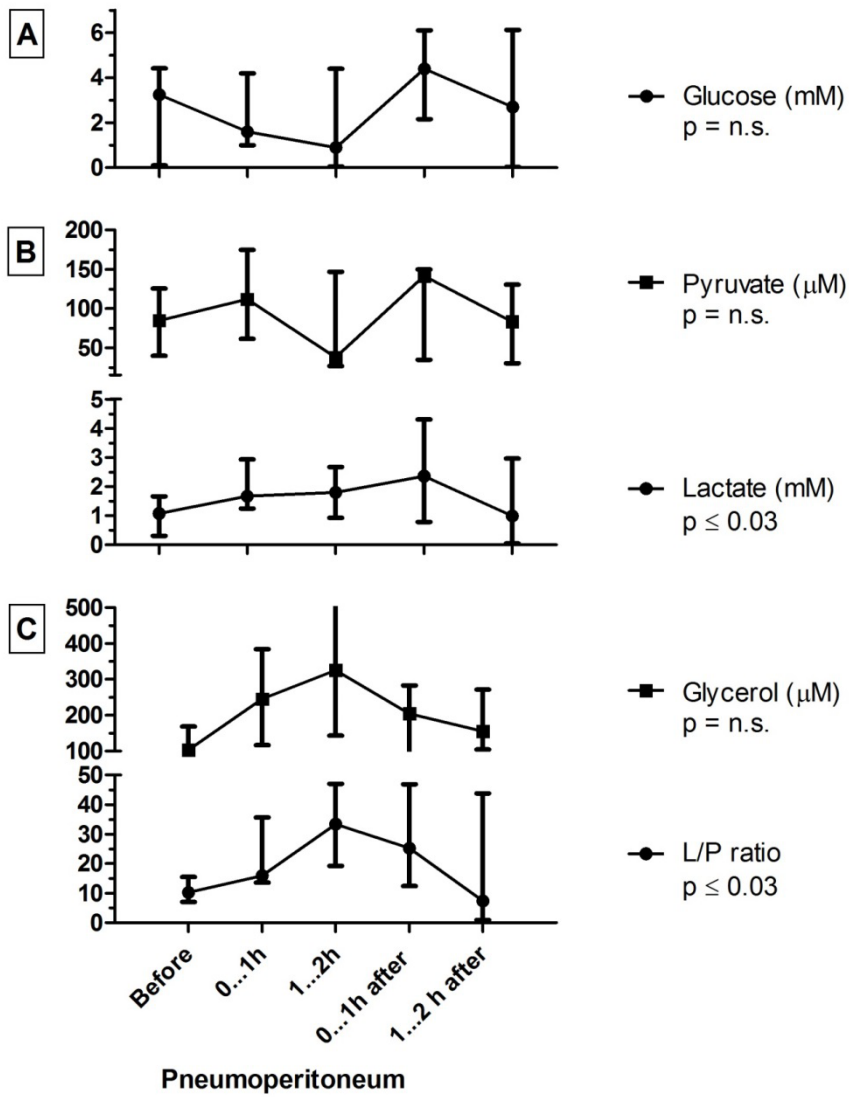 A
6
4
2
0
Glucose (mM)
p = n.s.
B
200
150
100
50
Pyruvate (μM)
p = n.s.
5
4
3
2
1
0
Lactate (mM)
p ≤ 0.03
C
500
400
300
200
100
Glycerol (μM)
p = n.s.
50
40
30
20
10
0
L/P ratio
p ≤ 0.03
Before
0...1h
1...2h
0...1h after
1...2 h after
Pneumoperitoneum